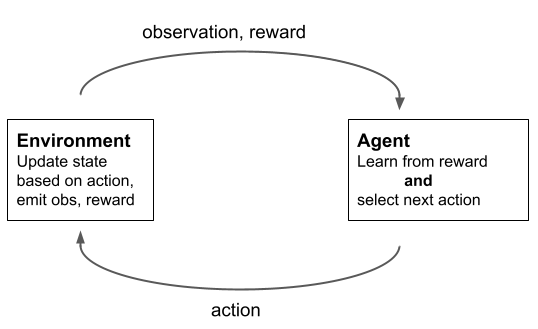 observation, reward
Environment
Update state
based on action,
emit obs, reward
Agent
Learn from reward
and
select next action
action